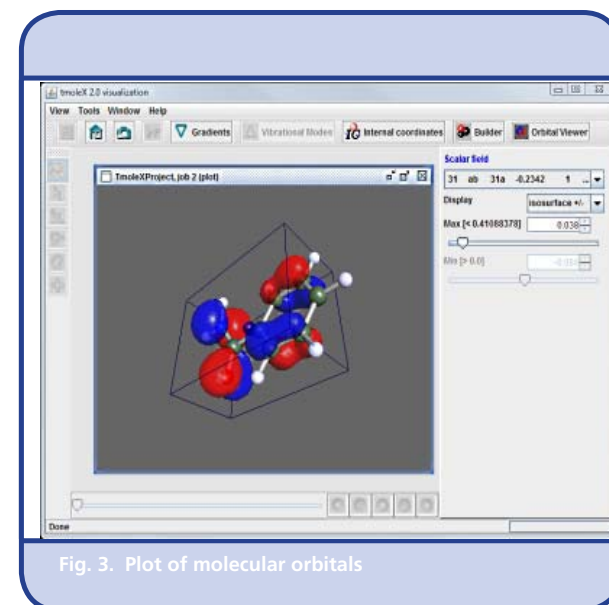 tmoleX 2.0 visualization
View Tools Window Help
Gradients Vibrational Modes Internal coordinates Builder Orbital Viewer
TmoleXProject, job 2 (plot)
Scalar field
31 ab 31a -0.2342 1 ...
Display isosurface +/-
Max [< 0.41088378] 0.038
Min [> 0.0]
Done
Fig. 3. Plot of molecular orbitals